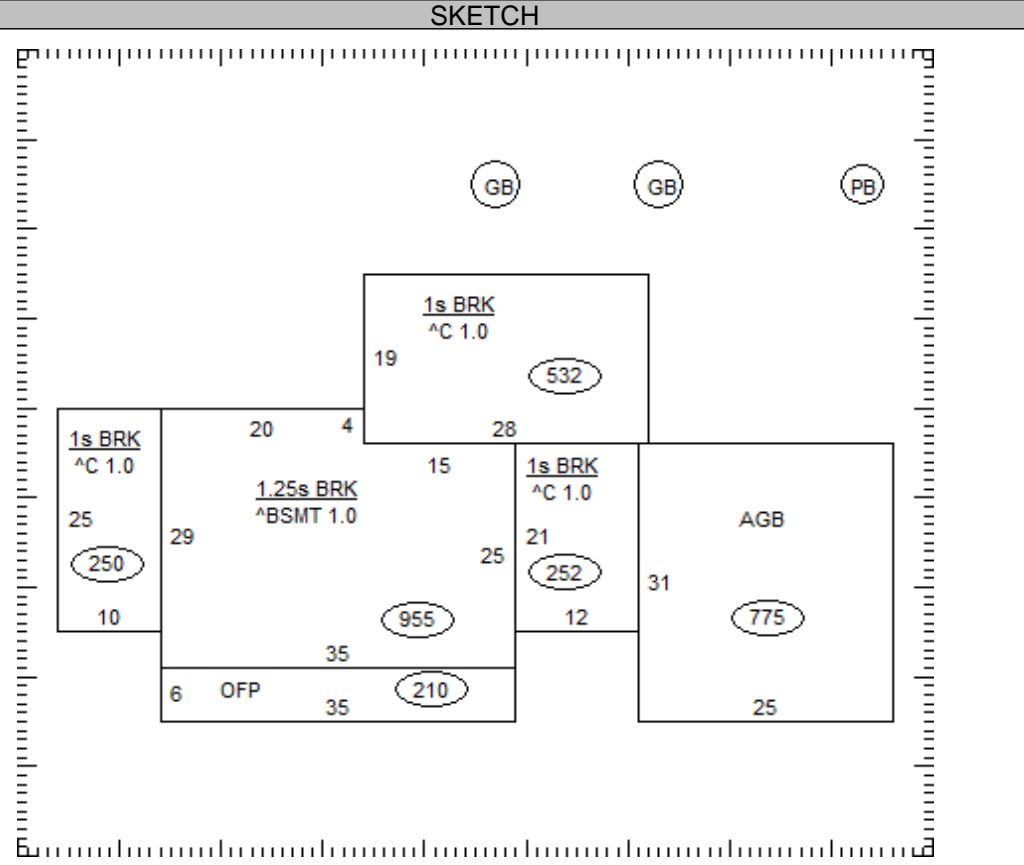 SKETCH
GB GB PB
1s BRK
^C 1.0
19
532
28
1s BRK
^C 1.0
25
250
10
20 4
15
1.25s BRK
^BSMT 1.0
29
25
955
35
1s BRK
^C 1.0
21
252
12
AGB
31
775
25
6 OFP 210
35